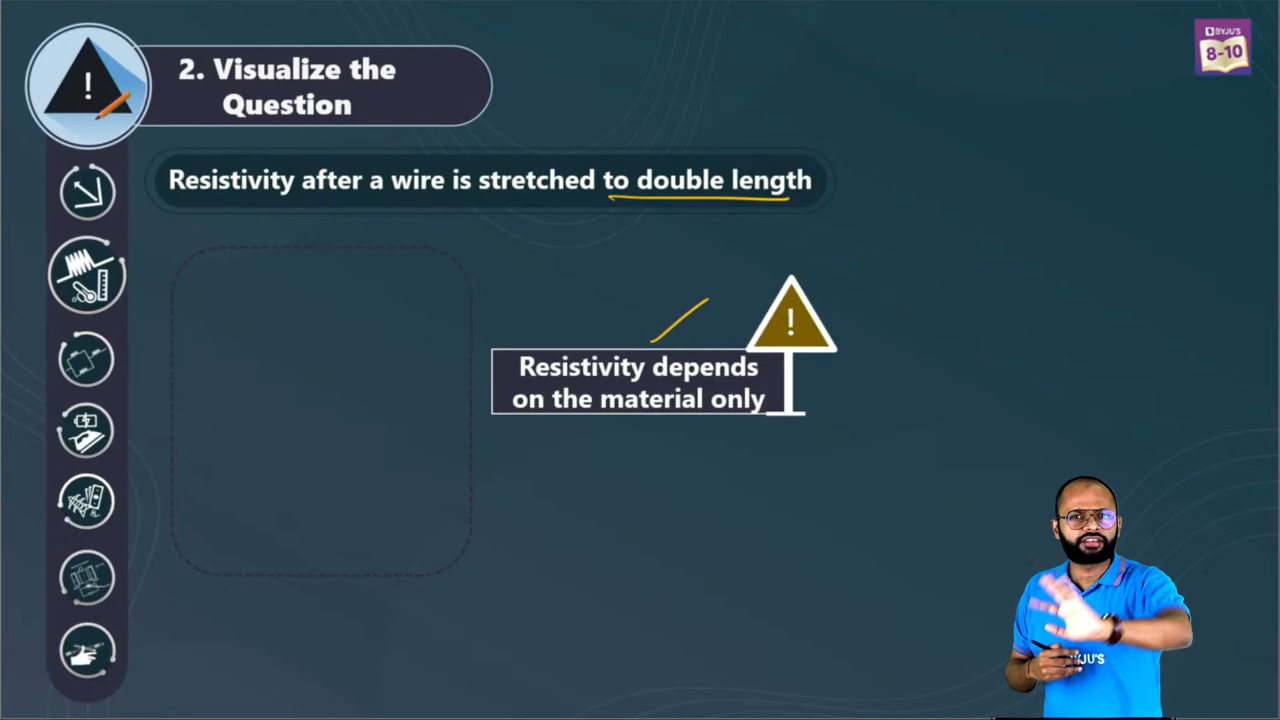 BYJU'S
8-10
2. Visualize the
Question
Resistivity after a wire is stretched to double length
!
!
Resistivity depends
on the material only
BYJU'S